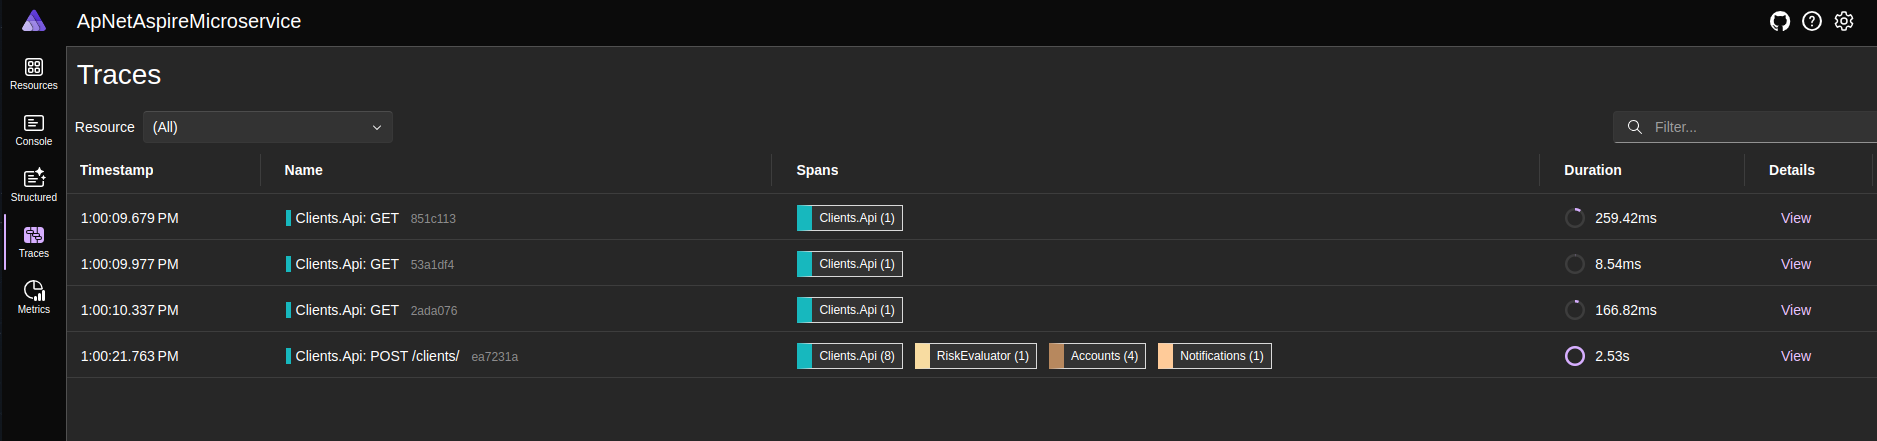 ApNetAspireMicroservice
Resources
Console
Structured
Traces
Metrics
Traces
Resource (All) Filter...
Timestamp Name Spans Duration Details
1:00:09.679 PM Clients.Api: GET 851c113 Clients.Api (1) 259.42ms View
1:00:09.977 PM Clients.Api: GET 53a1df4 Clients.Api (1) 8.54ms View
1:00:10.337 PM Clients.Api: GET 2ada076 Clients.Api (1) 166.82ms View
1:00:21.763 PM Clients.Api: POST /clients/ ea7231a Clients.Api (8) RiskEvaluator (1) Accounts (4) Notifications (1) 2.53s View